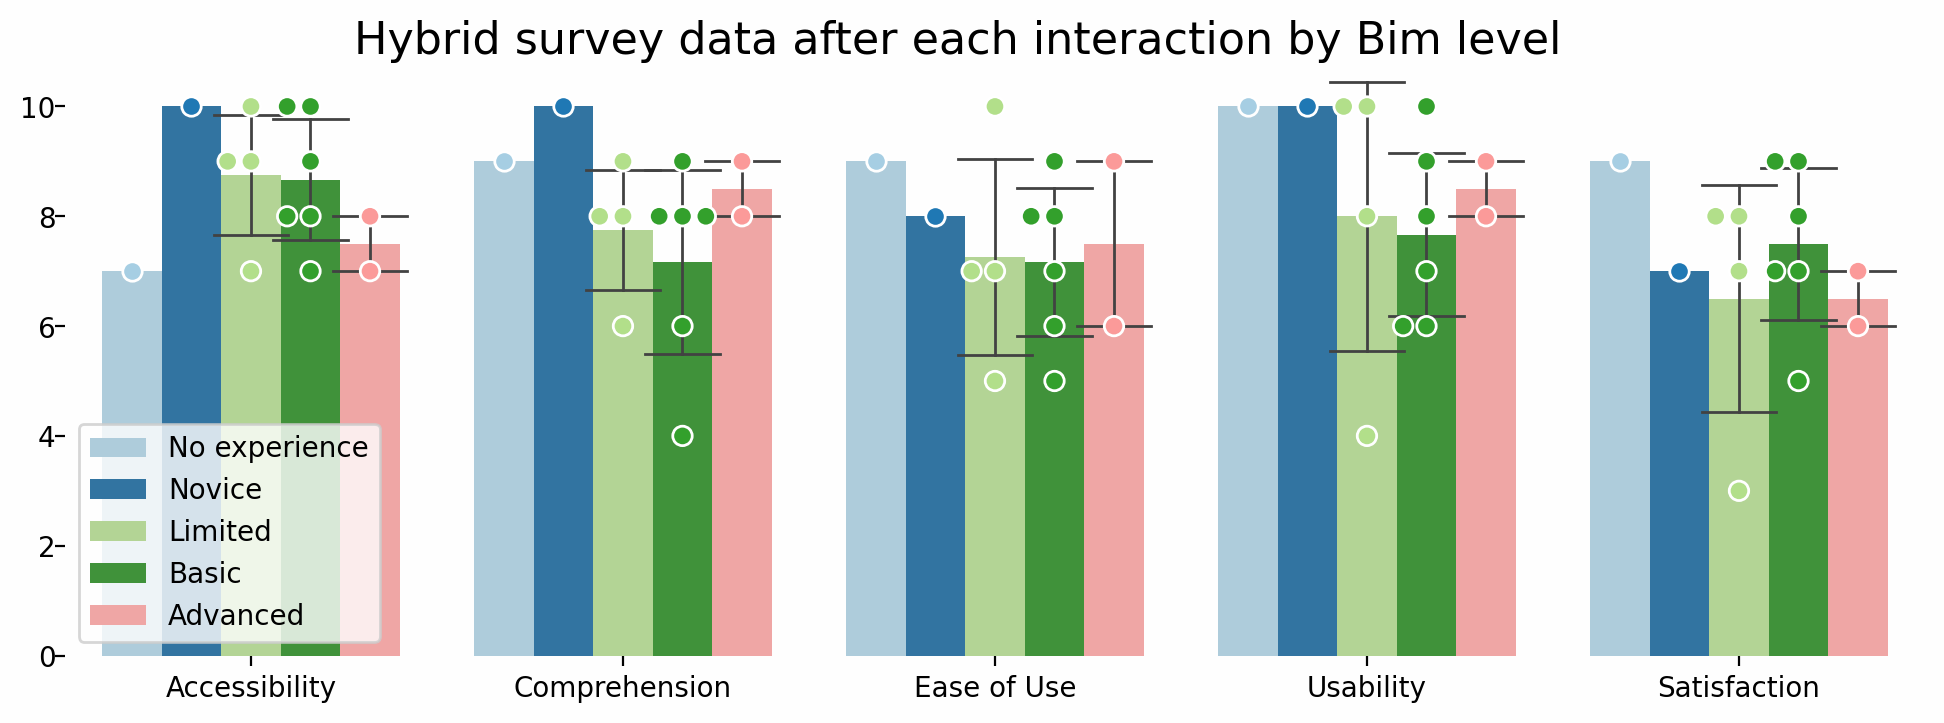 Hybrid survey data after each interaction by Bim level
10
8
6
4
2
0
No experience
Novice
Limited
Basic
Advanced
Accessibility
Comprehension
Ease of Use
Usability
Satisfaction